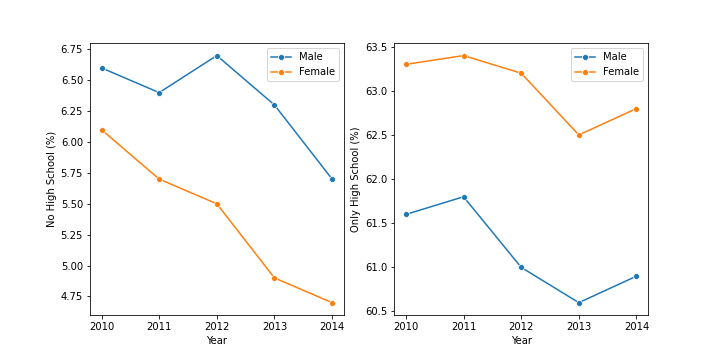 No High School (%)
6.75
6.50
6.25
6.00
5.75
5.50
5.25
5.00
4.75
Male
Female
2010 2011 2012 2013 2014
Year
Only High School (%)
63.5
63.0
62.5
62.0
61.5
61.0
60.5
Male
Female
2010 2011 2012 2013 2014
Year